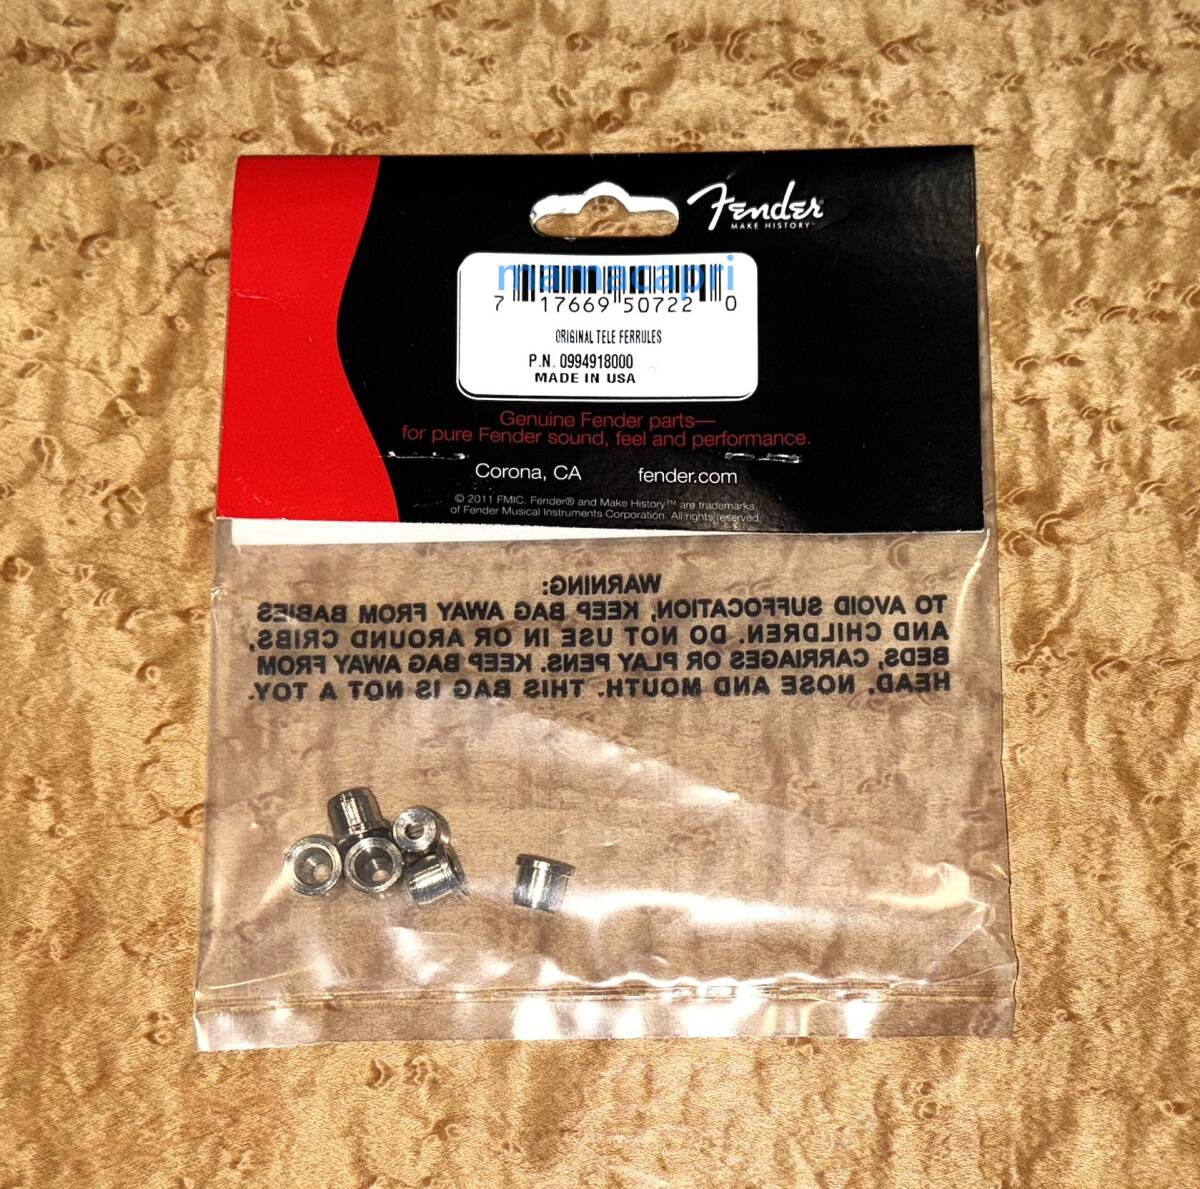 Fender
MAKE HISTORY™
mamacapri
7 17669 50722 0
ORIGINAL TELE FERRULES
P.N. 0994918000
MADE IN USA
Genuine Fender parts—
for pure Fender sound, feel and performance.
Corona, CA fender.com
© 2011 FMIC. Fender® and Make History™ are trademarks
of Fender Musical Instruments Corporation. All rights reserved.
WARNING:
TO AVOID SUFFOCATION, KEEP BAG AWAY FROM BABIES
AND CHILDREN. DO NOT USE IN OR AROUND CRIBS,
BEDS, CARRIAGES OR PLAY PENS. KEEP BAG AWAY FROM
HEAD, NOSE AND MOUTH. THIS BAG IS NOT A TOY.